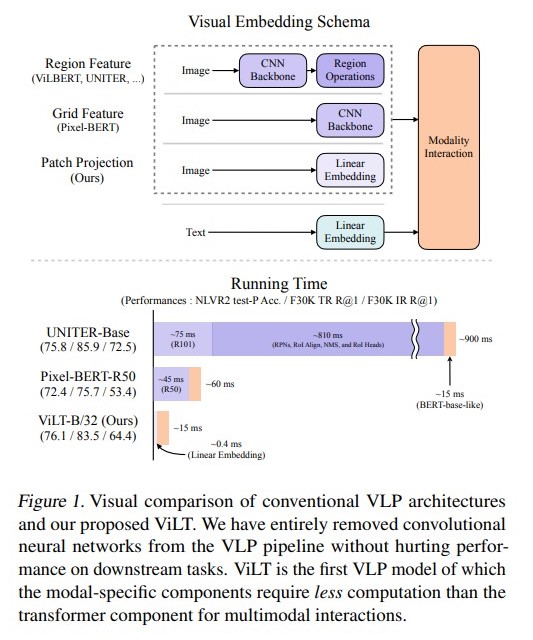 Visual Embedding Schema
Region Feature
(ViLBERT, UNITER, ...)
Image
CNN
Backbone
Region
Operations
Grid Feature
(Pixel-BERT)
Image
CNN
Backbone
Patch Projection
(Ours)
Image
Linear
Embedding
Modality
Interaction
Text
Linear
Embedding
Running Time
(Performances : NLVR2 test-P Acc. / F30K TR R@1 / F30K IR R@1)
UNITER-Base
(75.8 / 85.9 / 72.5)
~75 ms
(R101)
~810 ms
(RPNs, RoI Align, NMS, and RoI Heads)
~900 ms
~15 ms
(BERT-base-like)
Pixel-BERT-R50
(72.4 / 75.7 / 53.4)
~45 ms
(R50)
~60 ms
ViLT-B/32 (Ours)
(76.1 / 83.5 / 64.4)
~15 ms
~0.4 ms
(Linear Embedding)
Figure 1. Visual comparison of conventional VLP architectures
and our proposed ViLT. We have entirely removed convolutional
neural networks from the VLP pipeline without hurting perfor-
mance on downstream tasks. ViLT is the first VLP model of which
the modal-specific components require less computation than the
transformer component for multimodal interactions.